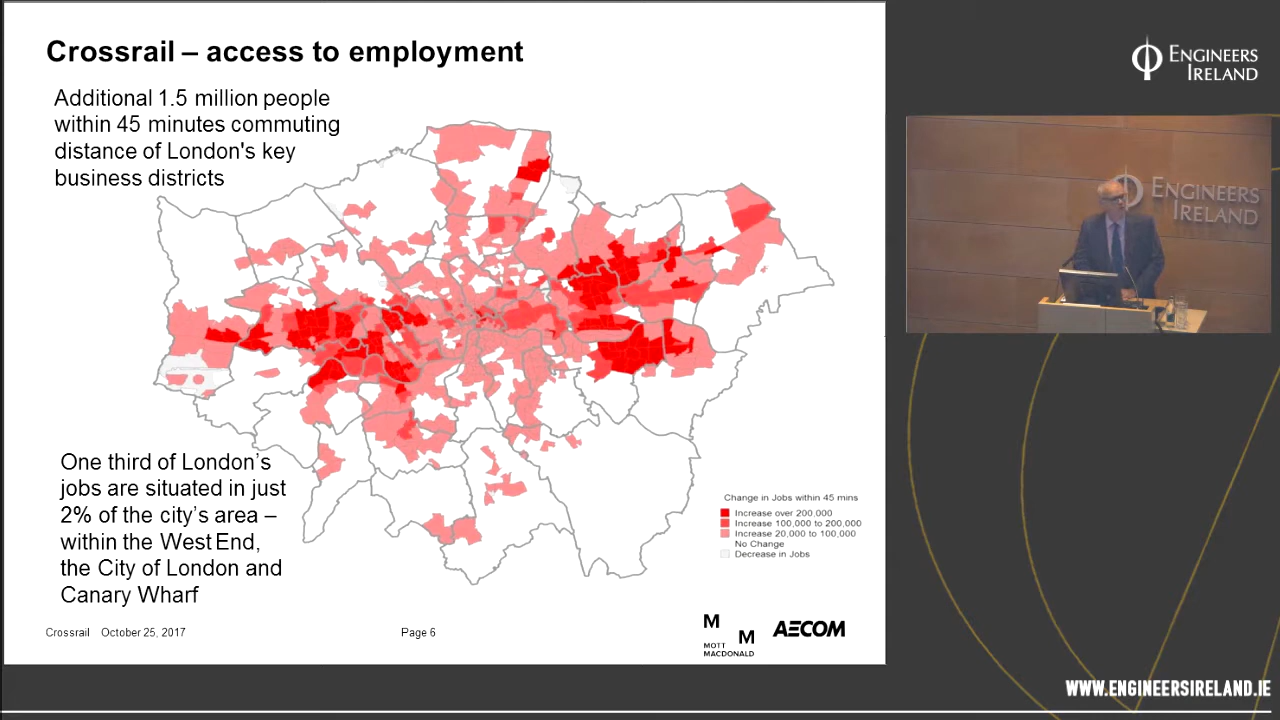 Crossrail – access to employment
Additional 1.5 million people
within 45 minutes commuting
distance of London's key
business districts
One third of London's
jobs are situated in just
2% of the city's area –
within the West End,
the City of London and
Canary Wharf
Change in Jobs within 45 mins
Increase over 200,000
Increase 100,000 to 200,000
Increase 20,000 to 100,000
No Change
Decrease in Jobs
Crossrail October 25, 2017
Page 6
M
M
MOTT
MACDONALD
AECOM
ENGINEERS
IRELAND
ENGINEERS
IRELAND
WWW.ENGINEERSIRELAND.IE